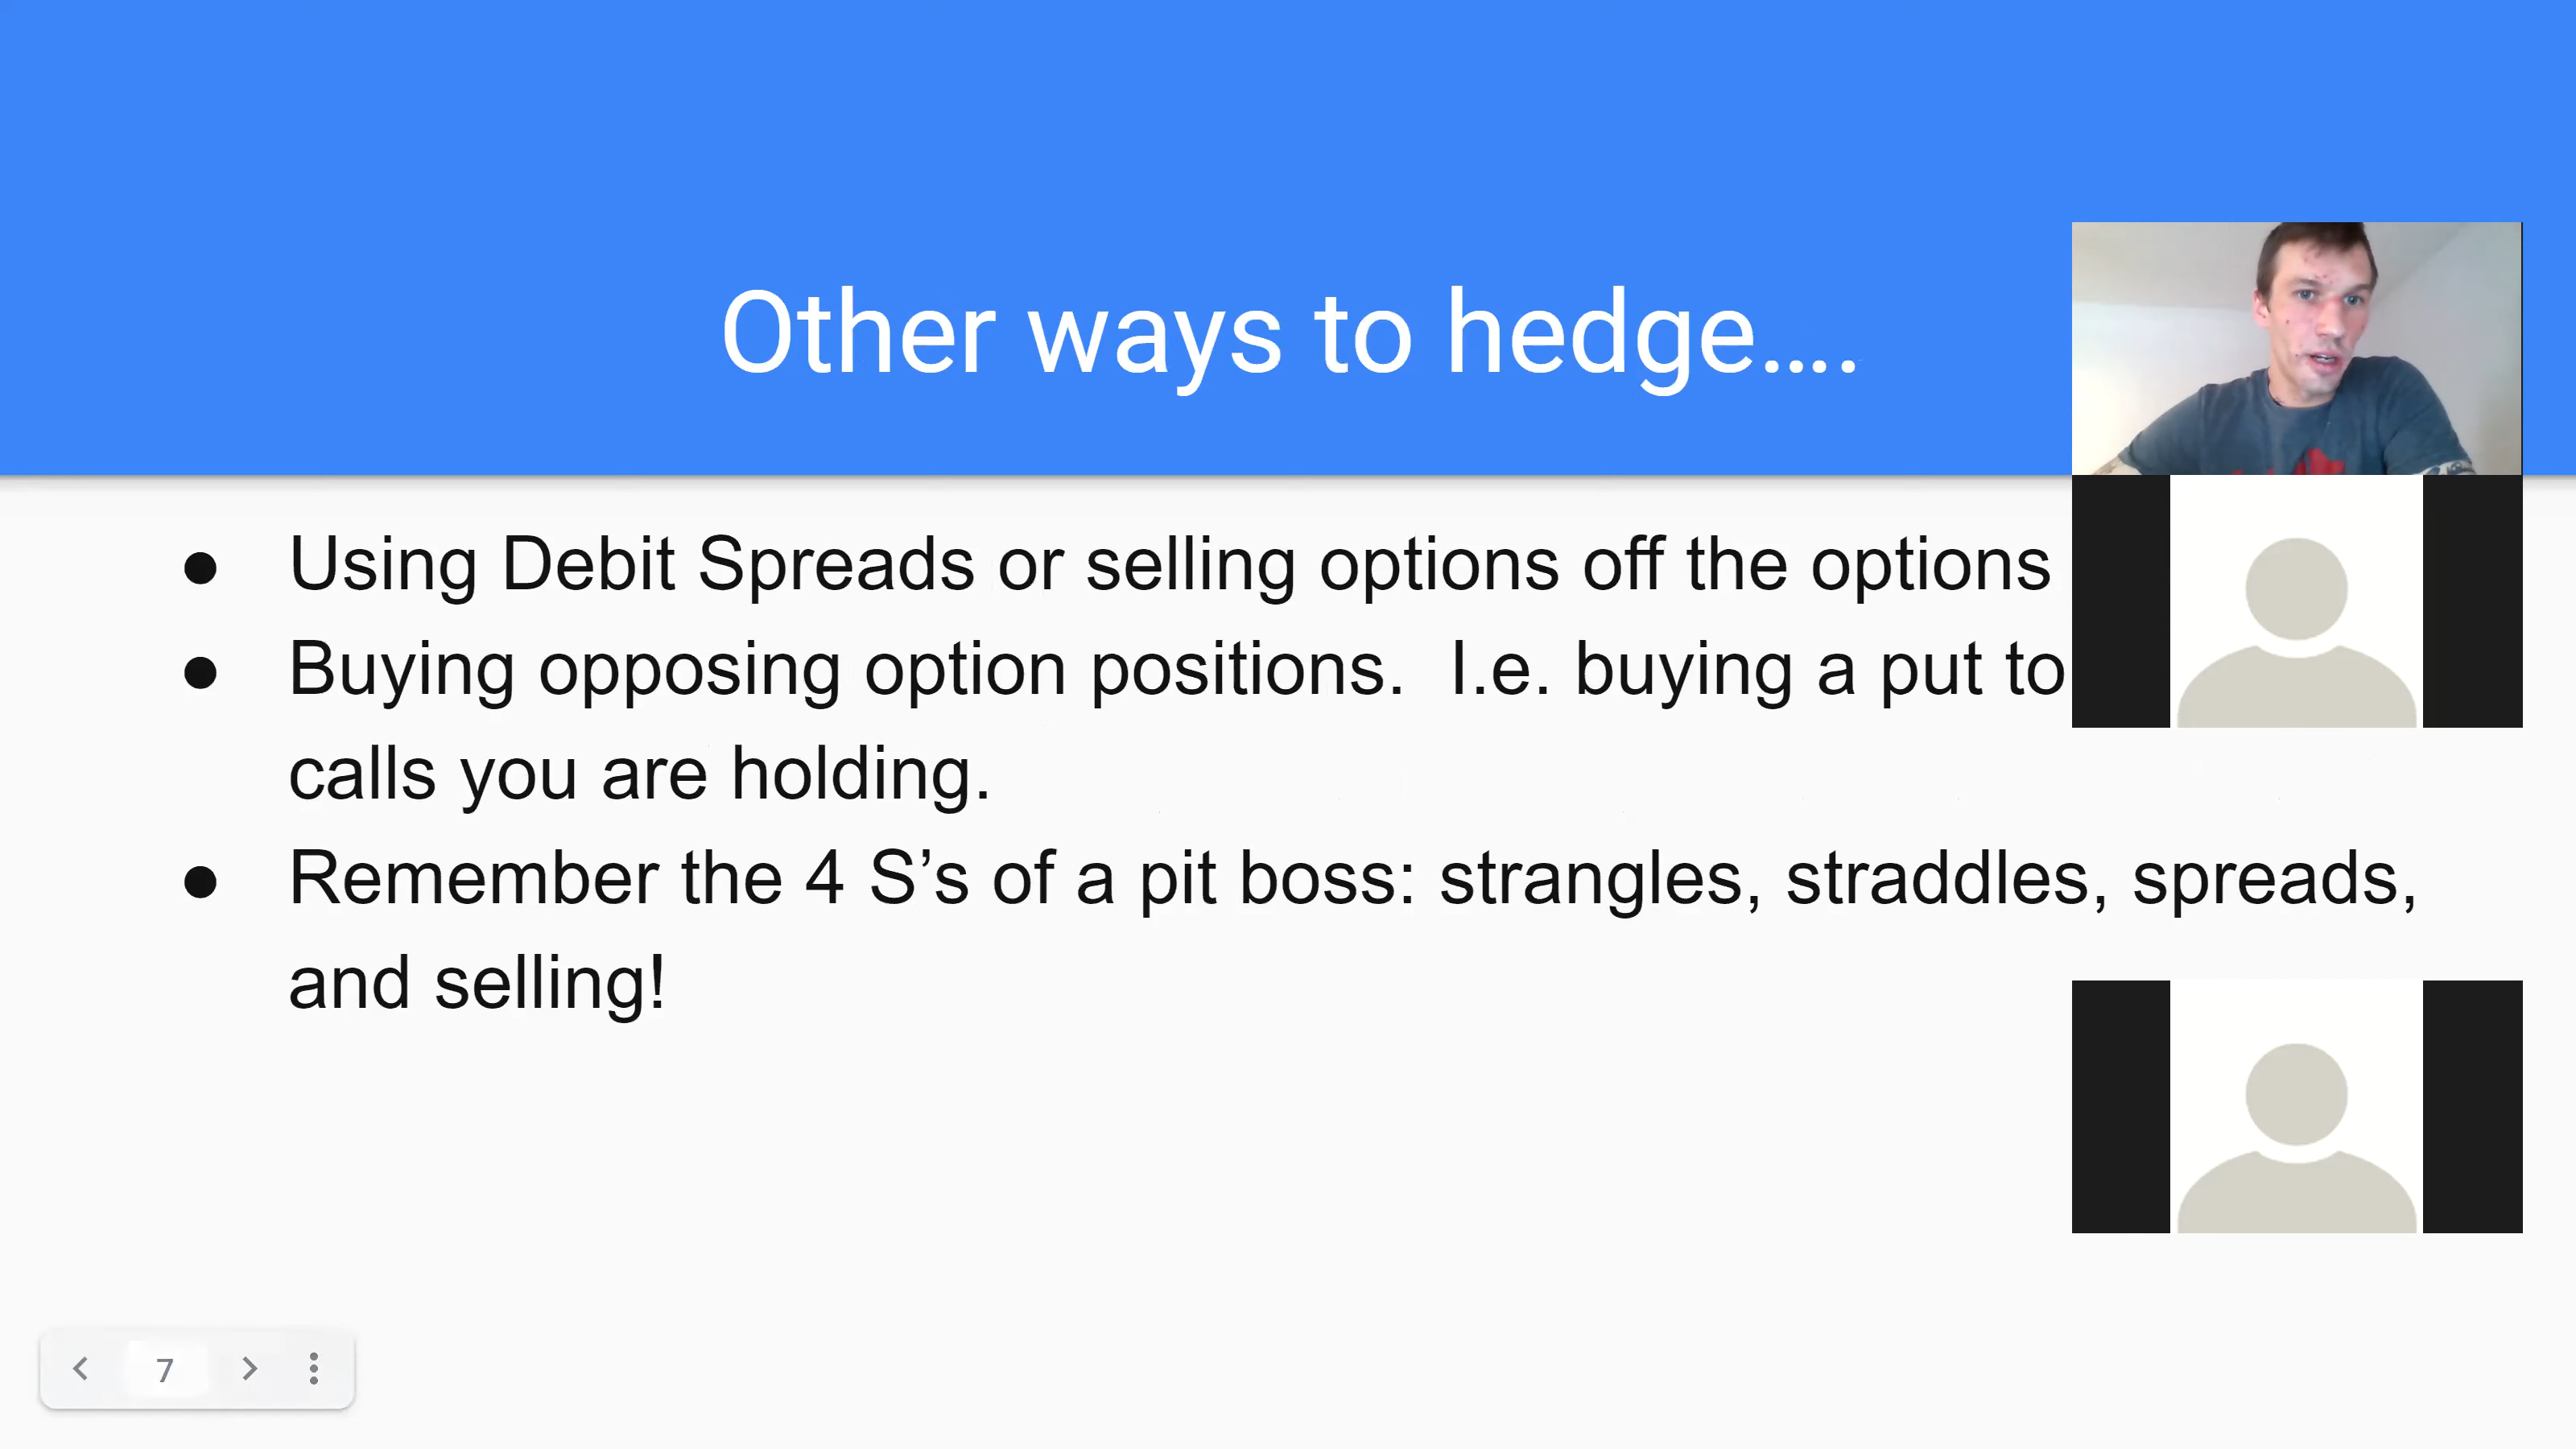 Other ways to hedge….
● Using Debit Spreads or selling options off the options
● Buying opposing option positions.  I.e. buying a put to
calls you are holding.
● Remember the 4 S’s of a pit boss: strangles, straddles, spreads,
and selling!
7